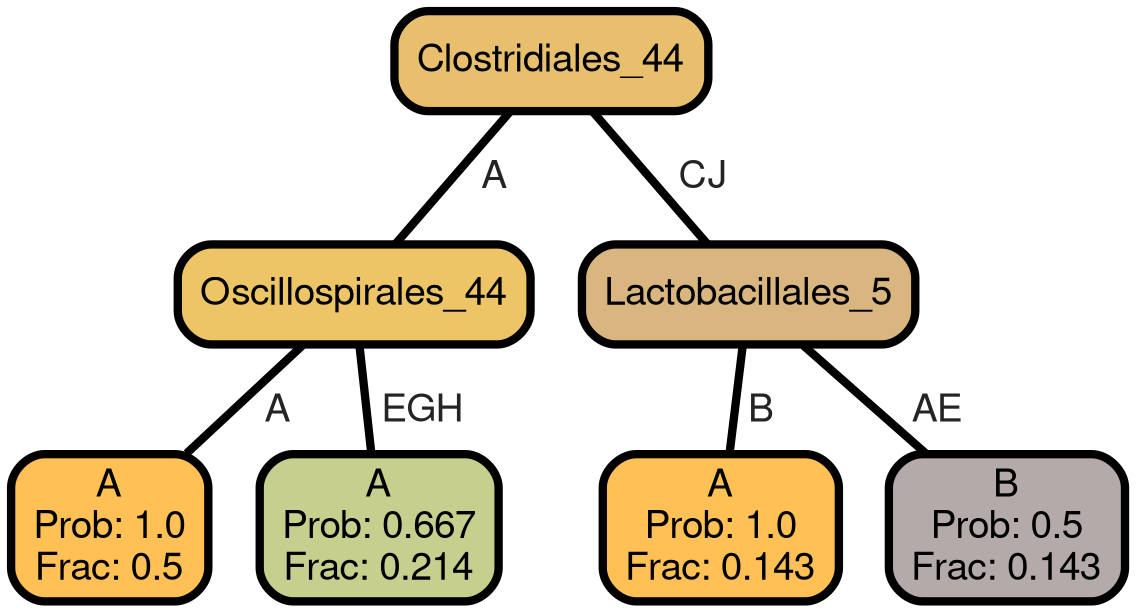 Clostridiales_44
A
CJ
Oscillospirales_44
Lactobacillales_5
A
EGH
B
AE
A
Prob: 1.0
Frac: 0.5
A
Prob: 0.667
Frac: 0.214
A
Prob: 1.0
Frac: 0.143
B
Prob: 0.5
Frac: 0.143